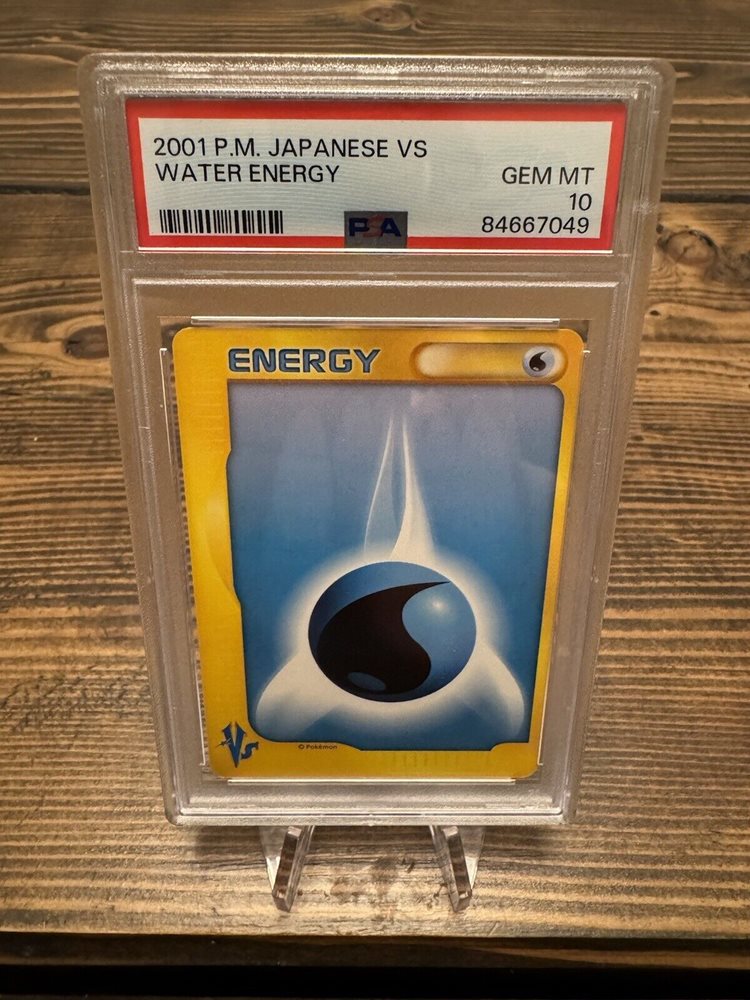 2001 P.M. JAPANESE VS
WATER ENERGY
GEM MT
10
PSA
84667049
ENERGY
VS
© Pokémon